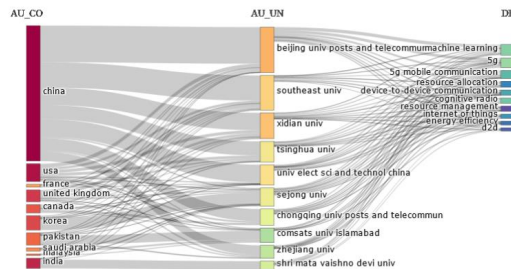 AU_CO
AU_UN
DE
china
usa
france
united kingdom
canada
korea
pakistan
saudi arabia
malaysia
india
beijing univ posts and telecommun
southeast univ
xidian univ
tsinghua univ
univ elect sci and technol china
sejong univ
chongqing univ posts and telecommun
comsats univ islamabad
zhejiang univ
shri mata vaishno devi univ
machine learning
5g
5g mobile communication
resource allocation
device-to-device communication
cognitive radio
resource management
internet of things
energy efficiency
d2d